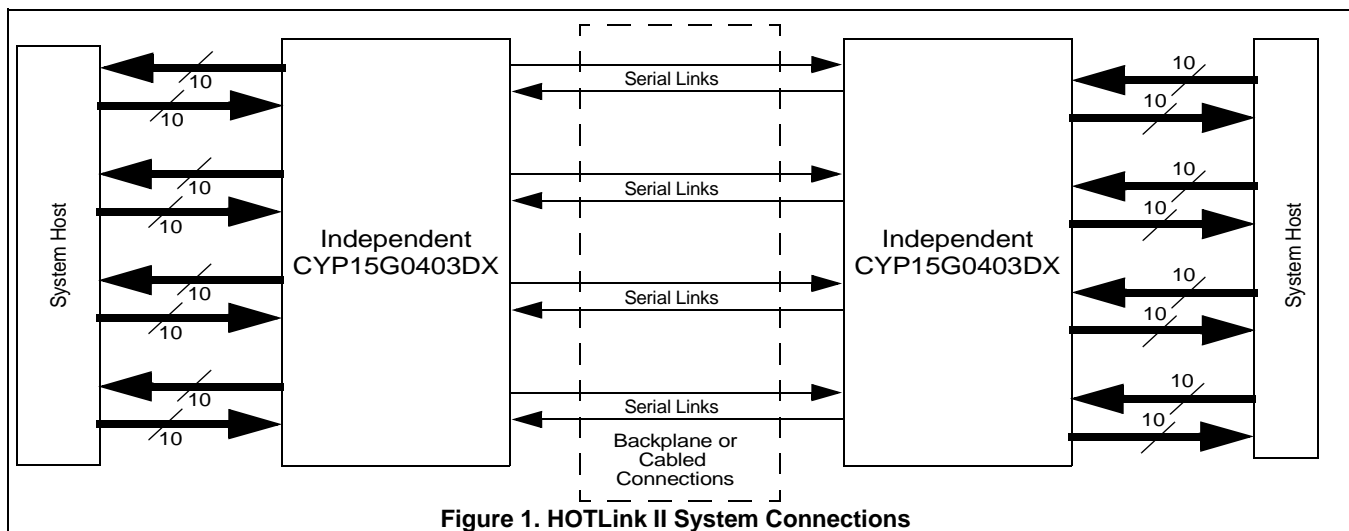 System Host
10
10
10
10
10
10
10
10
Independent
CYP15G0403DX
Serial Links
Serial Links
Serial Links
Serial Links
Backplane or
Cabled
Connections
Independent
CYP15G0403DX
10
10
10
10
10
10
10
10
System Host
Figure 1. HOTLink II System Connections